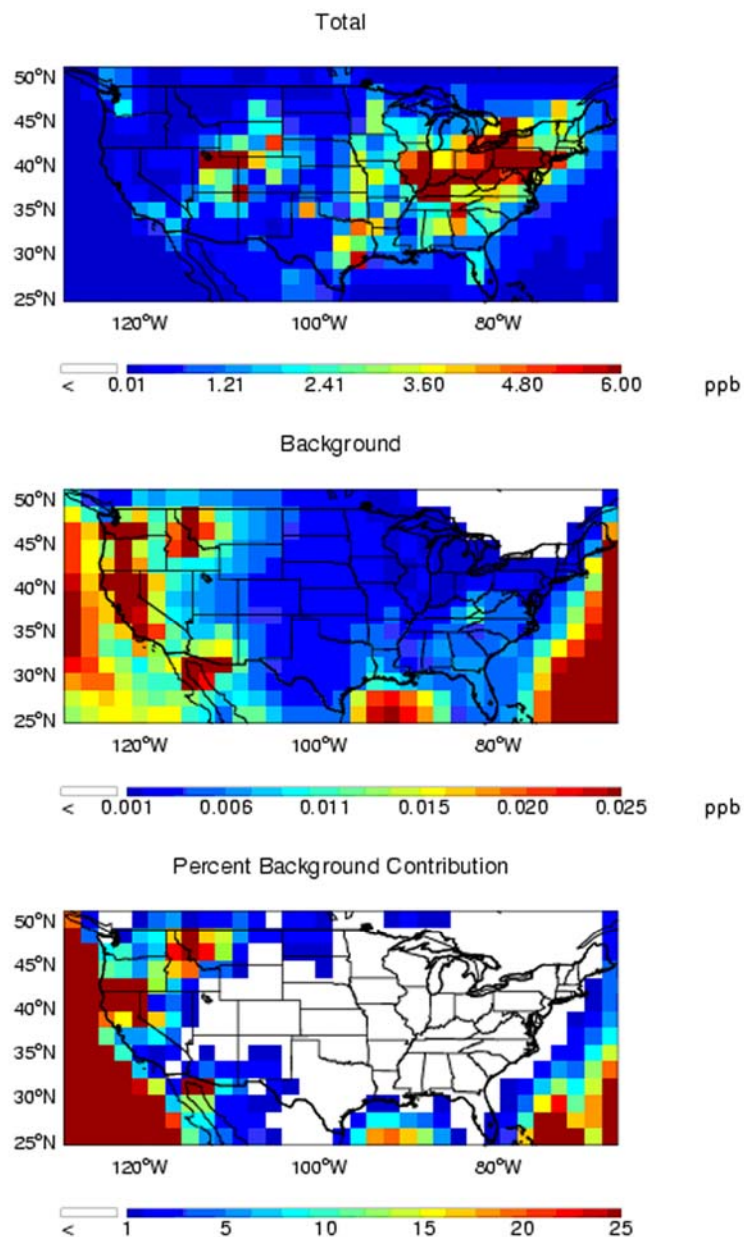 Total
50°N
45°N
40°N
35°N
30°N
25°N
120°W 100°W 80°W
< 0.01 1.21 2.41 3.60 4.80 6.00 ppb
Background
50°N
45°N
40°N
35°N
30°N
25°N
120°W 100°W 80°W
< 0.001 0.006 0.011 0.015 0.020 0.025 ppb
Percent Background Contribution
50°N
45°N
40°N
35°N
30°N
25°N
120°W 100°W 80°W
< 1 5 10 15 20 25